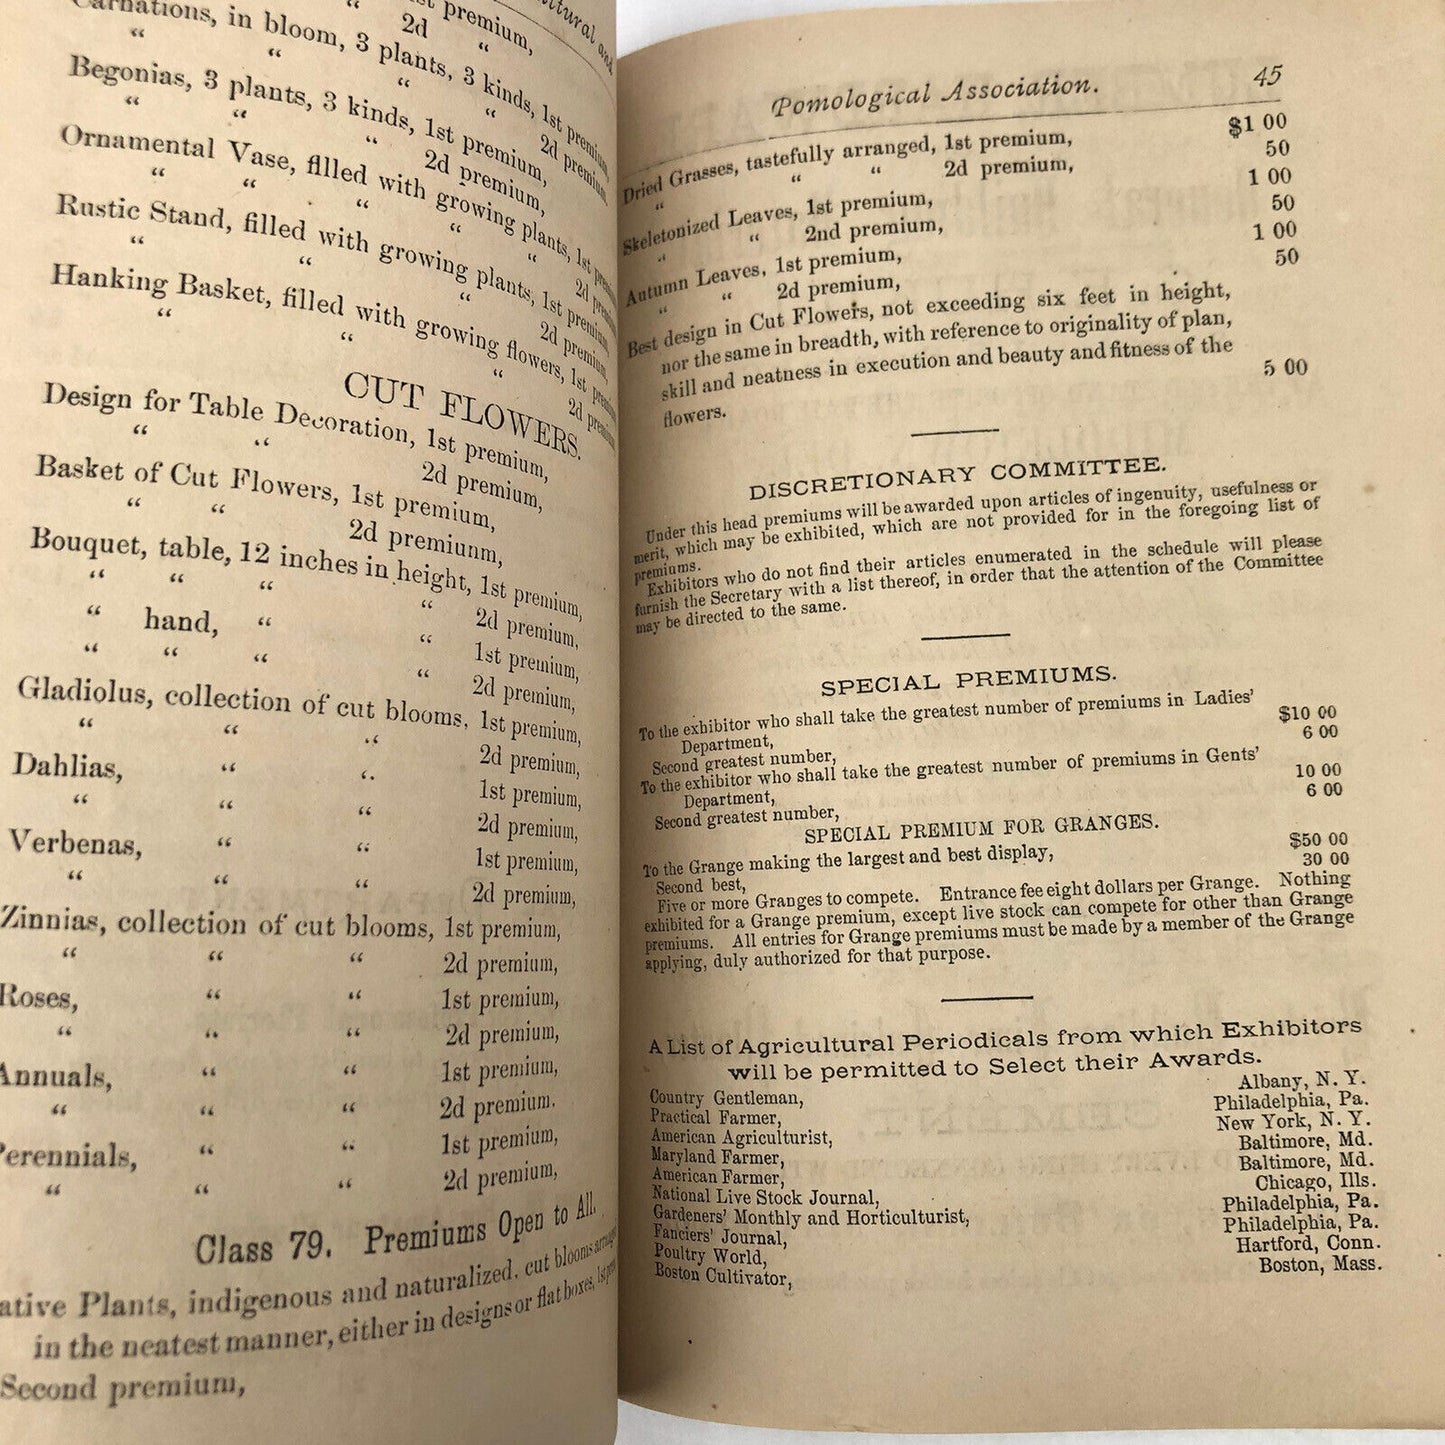 ltural and
1st premium,
“ 2d “
Carnations, in bloom, 3 plants, 3 kinds, 1st premium,
“ “ “ “ 2d premium,
Begonias, 3 plants, 3 kinds, 1st premium,
“ “ “ 2d premium,
Ornamental Vase, filled with growing plants, 1st premium,
“ “ “ “ “ 2d premium,
Rustic Stand, filled with growing plants, 1st premium,
“ “ “ 2d premium,
Hanking Basket, filled with growing flowers, 1st premium
“ “ “ 2d premium
CUT FLOWERS.
Design for Table Decoration, 1st premium,
“ “ 2d premium,
Basket of Cut Flowers, 1st premium,
“ “ 2d premiunm,
Bouquet, table, 12 inches in height, 1st premium,
“ “ “ “ 2d premium,
“ hand, “ “ 1st premium,
“ “ “ “ 2d premium,
Gladiolus, collection of cut blooms, 1st premium,
“ “ “ 2d premium,
Dahlias, “ “ 1st premium,
“ “ “ 2d premium,
Verbenas, “ “ 1st premium,
“ “ “ 2d premium,
Zinnias, collection of cut blooms, 1st premium,
“ “ “ 2d premium,
Roses, “ “ 1st premium,
“ “ “ 2d premium,
Annuals, “ “ 1st premium,
“ “ “ 2d premium.
Perennials, “ “ 1st premium,
“ “ “ 2d premium,
Class 79. Premiums Open to All.
ative Plants, indigenous and naturalized, cut blooms
in the neatest manner, either in designs or flat boxes, 1st
Second premium,
Pomological Association. 45
Dried Grasses, tastefully arranged, 1st premium, $1 00
“ “ “ 2d premium, 50
Skeletonized Leaves, 1st premium, 1 00
“ “ 2nd premium, 50
Autumn Leaves, 1st premium, 1 00
“ “ 2d premium, 50
Best design in Cut Flowers, not exceeding six feet in height,
nor the same in breadth, with reference to originality of plan,
skill and neatness in execution and beauty and fitness of the
flowers. 5 00
DISCRETIONARY COMMITTEE.
Under this head premiums will be awarded upon articles of ingenuity, usefulness or
merit, which may be exhibited, which are not provided for in the foregoing list of
premiums.
Exhibitors who do not find their articles enumerated in the schedule will please
furnish the Secretary with a list thereof, in order that the attention of the Committee
may be directed to the same.
SPECIAL PREMIUMS.
To the exhibitor who shall take the greatest number of premiums in Ladies’
Department, $10 00
Second greatest number, 6 00
To the exhibitor who shall take the greatest number of premiums in Gents’
Department, 10 00
Second greatest number, 6 00
SPECIAL PREMIUM FOR GRANGES.
To the Grange making the largest and best display, $50 00
Second best, 30 00
Five or more Granges to compete. Entrance fee eight dollars per Grange. Nothing
exhibited for a Grange premium, except live stock can compete for other than Grange
premiums. All entries for Grange premiums must be made by a member of the Grange
applying, duly authorized for that purpose.
A List of Agricultural Periodicals from which Exhibitors
will be permitted to Select their Awards.
Country Gentleman, Albany, N. Y.
Practical Farmer, Philadelphia, Pa.
American Agriculturist, New York, N. Y.
Maryland Farmer, Baltimore, Md.
American Farmer, Baltimore, Md.
National Live Stock Journal, Chicago, Ills.
Gardeners’ Monthly and Horticulturist, Philadelphia, Pa.
Fanciers’ Journal, Philadelphia, Pa.
Poultry World, Hartford, Conn.
Boston Cultivator, Boston, Mass.